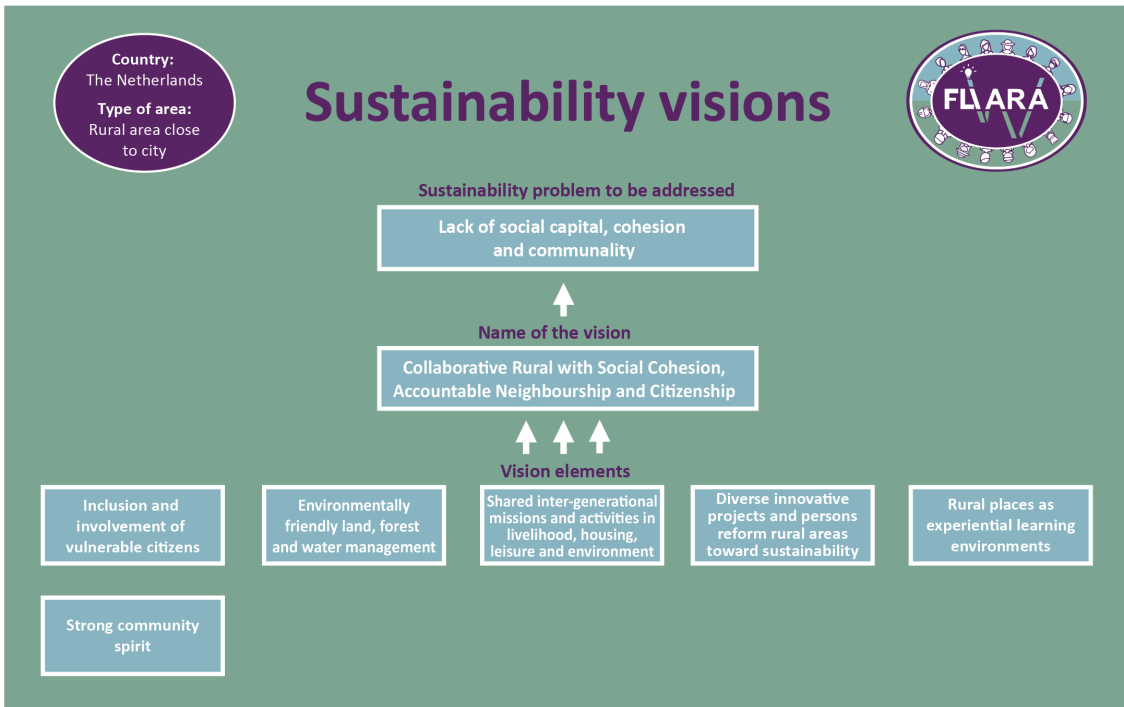 Country:
The Netherlands
Type of area:
Rural area close
to city
Sustainability visions
FLIARA
Sustainability problem to be addressed
Lack of social capital, cohesion
and communality
Name of the vision
Collaborative Rural with Social Cohesion,
Accountable Neighbourship and Citizenship
Vision elements
Inclusion and
involvement of
vulnerable citizens
Environmentally
friendly land, forest
and water management
Shared inter-generational
missions and activities in
livelihood, housing,
leisure and environment
Diverse innovative
projects and persons
reform rural areas
toward sustainability
Rural places as
experiential learning
environments
Strong community
spirit